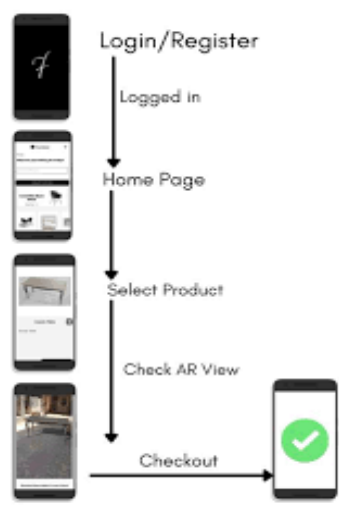 Login/Register
Logged in
Home Page
Select Product
Check AR View
Checkout